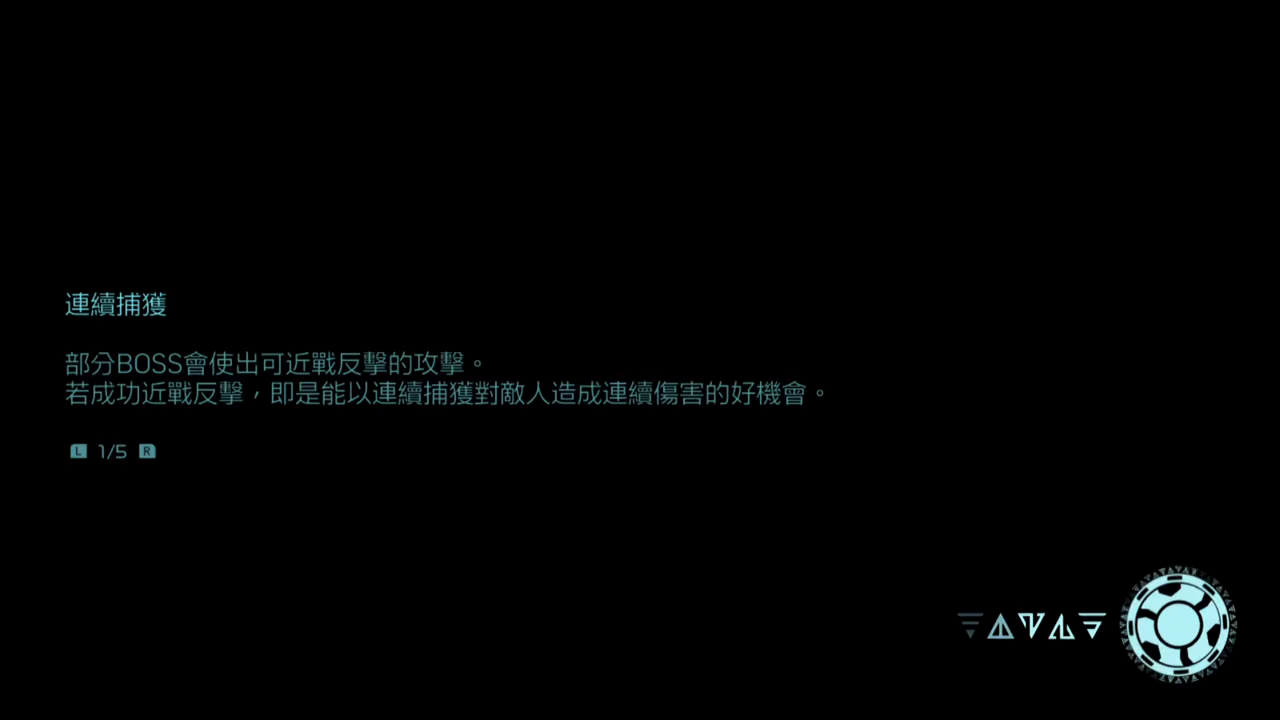 連續捕獲
部分BOSS會使出可近戰反擊的攻擊。
若成功近戰反擊，即是能以連續捕獲對敵人造成連續傷害的好機會。
L 1/5 R